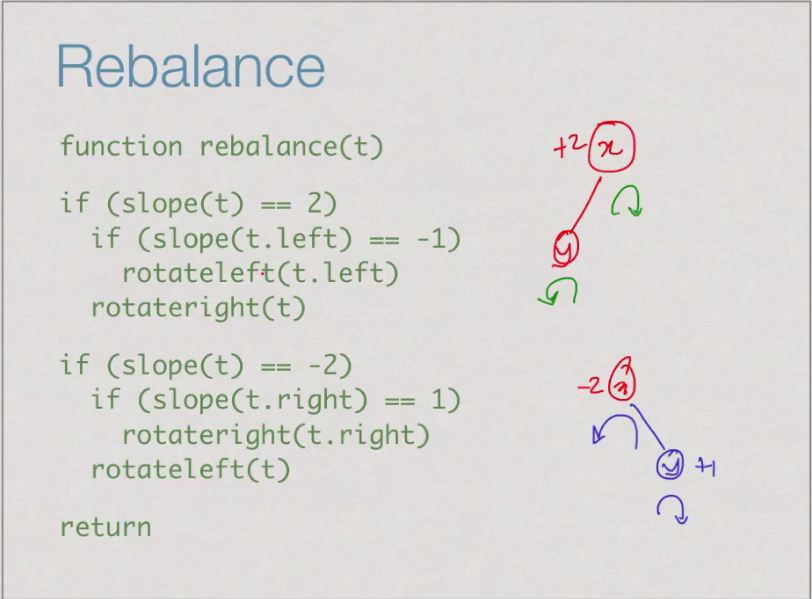 Rebalance
function rebalance(t)
if (slope(t) == 2)
if (slope(t.left) == -1)
rotateleft(t.left)
rotateright(t)
if (slope(t) == -2)
if (slope(t.right) == 1)
rotateright(t.right)
rotateleft(t)
return
+2 x
y
-2 x
y +1